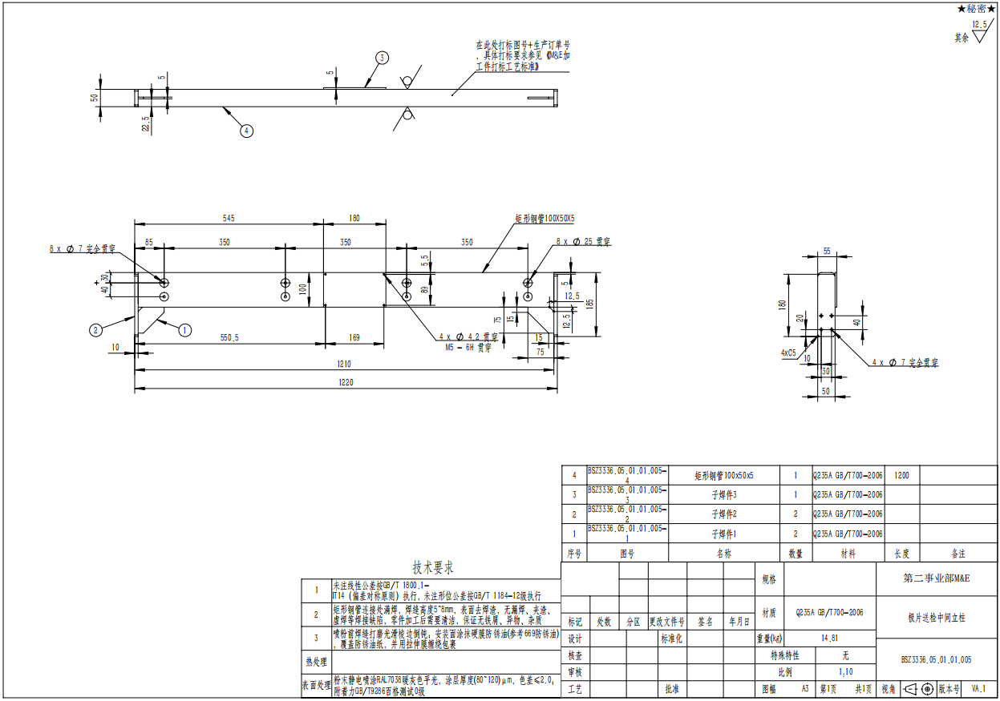 ★秘密★
12.5
其余
在此处打标图号+生产订单号
，具体打标要求参见《M&E加
工件打标工艺标准》
3
5
5
50
22.5
4
545
180
矩形钢管100X50X5
85
350
350
350
8 x Ø 7 完全贯穿
8 x Ø 25 贯穿
5.5
30
40
100
89
5
12.5
185
12.5
75
15
15
75
2
1
550.5
169
4 x Ø 4.2 贯穿
M5 - 6H 贯穿
10
1210
1220
55
180
20
40
4xC5
10
30
50
4 x Ø 7 完全贯穿
4 BSZ3336.05.01.01.005-4 矩形钢管100x50x5 1 Q235A GB/T700-2006 1200
3 BSZ3336.05.01.01.005-3 子焊件3 1 Q235A GB/T700-2006
2 BSZ3336.05.01.01.005-2 子焊件2 2 Q235A GB/T700-2006
1 BSZ3336.05.01.01.005-1 子焊件1 2 Q235A GB/T700-2006
序号 图号 名称 数量 材料 长度 备注
技术要求
1 未注线性公差按GB/T 1800.1-
IT14（偏差对称原则）执行，未注形位公差按GB/T 1184-12级执行
2 矩形钢管连接处满焊，焊缝高度5~8mm，表面去焊渣，无漏焊、夹渣、
虚焊等焊接缺陷，零件加工后需要清洁，保证无铁屑、异物、杂质
3 喷粉前焊缝打磨光滑棱边倒钝；安装面涂抹硬膜防锈油(参考669防锈油)
，覆盖防锈油纸，并用拉伸膜缠绕包裹
热处理
表面处理 粉末静电喷涂RAL7038暖灰色平光，涂层厚度(80~120)μm，色差≤2.0，
附着力GB/T9286百格测试0级
规格
第二事业部M&E
材质 Q235A GB/T700-2006
极片送检中间立柱
标记 处数 分区 更改文件号 签名 年月日
设计 标准化 重量(kg) 14.81
核查 特殊特性 无
BSZ3336.05.01.01.005
审核 比例 1:10
工艺 批准 图幅 A3 第1页 共1页 视角 版本号 VA.1